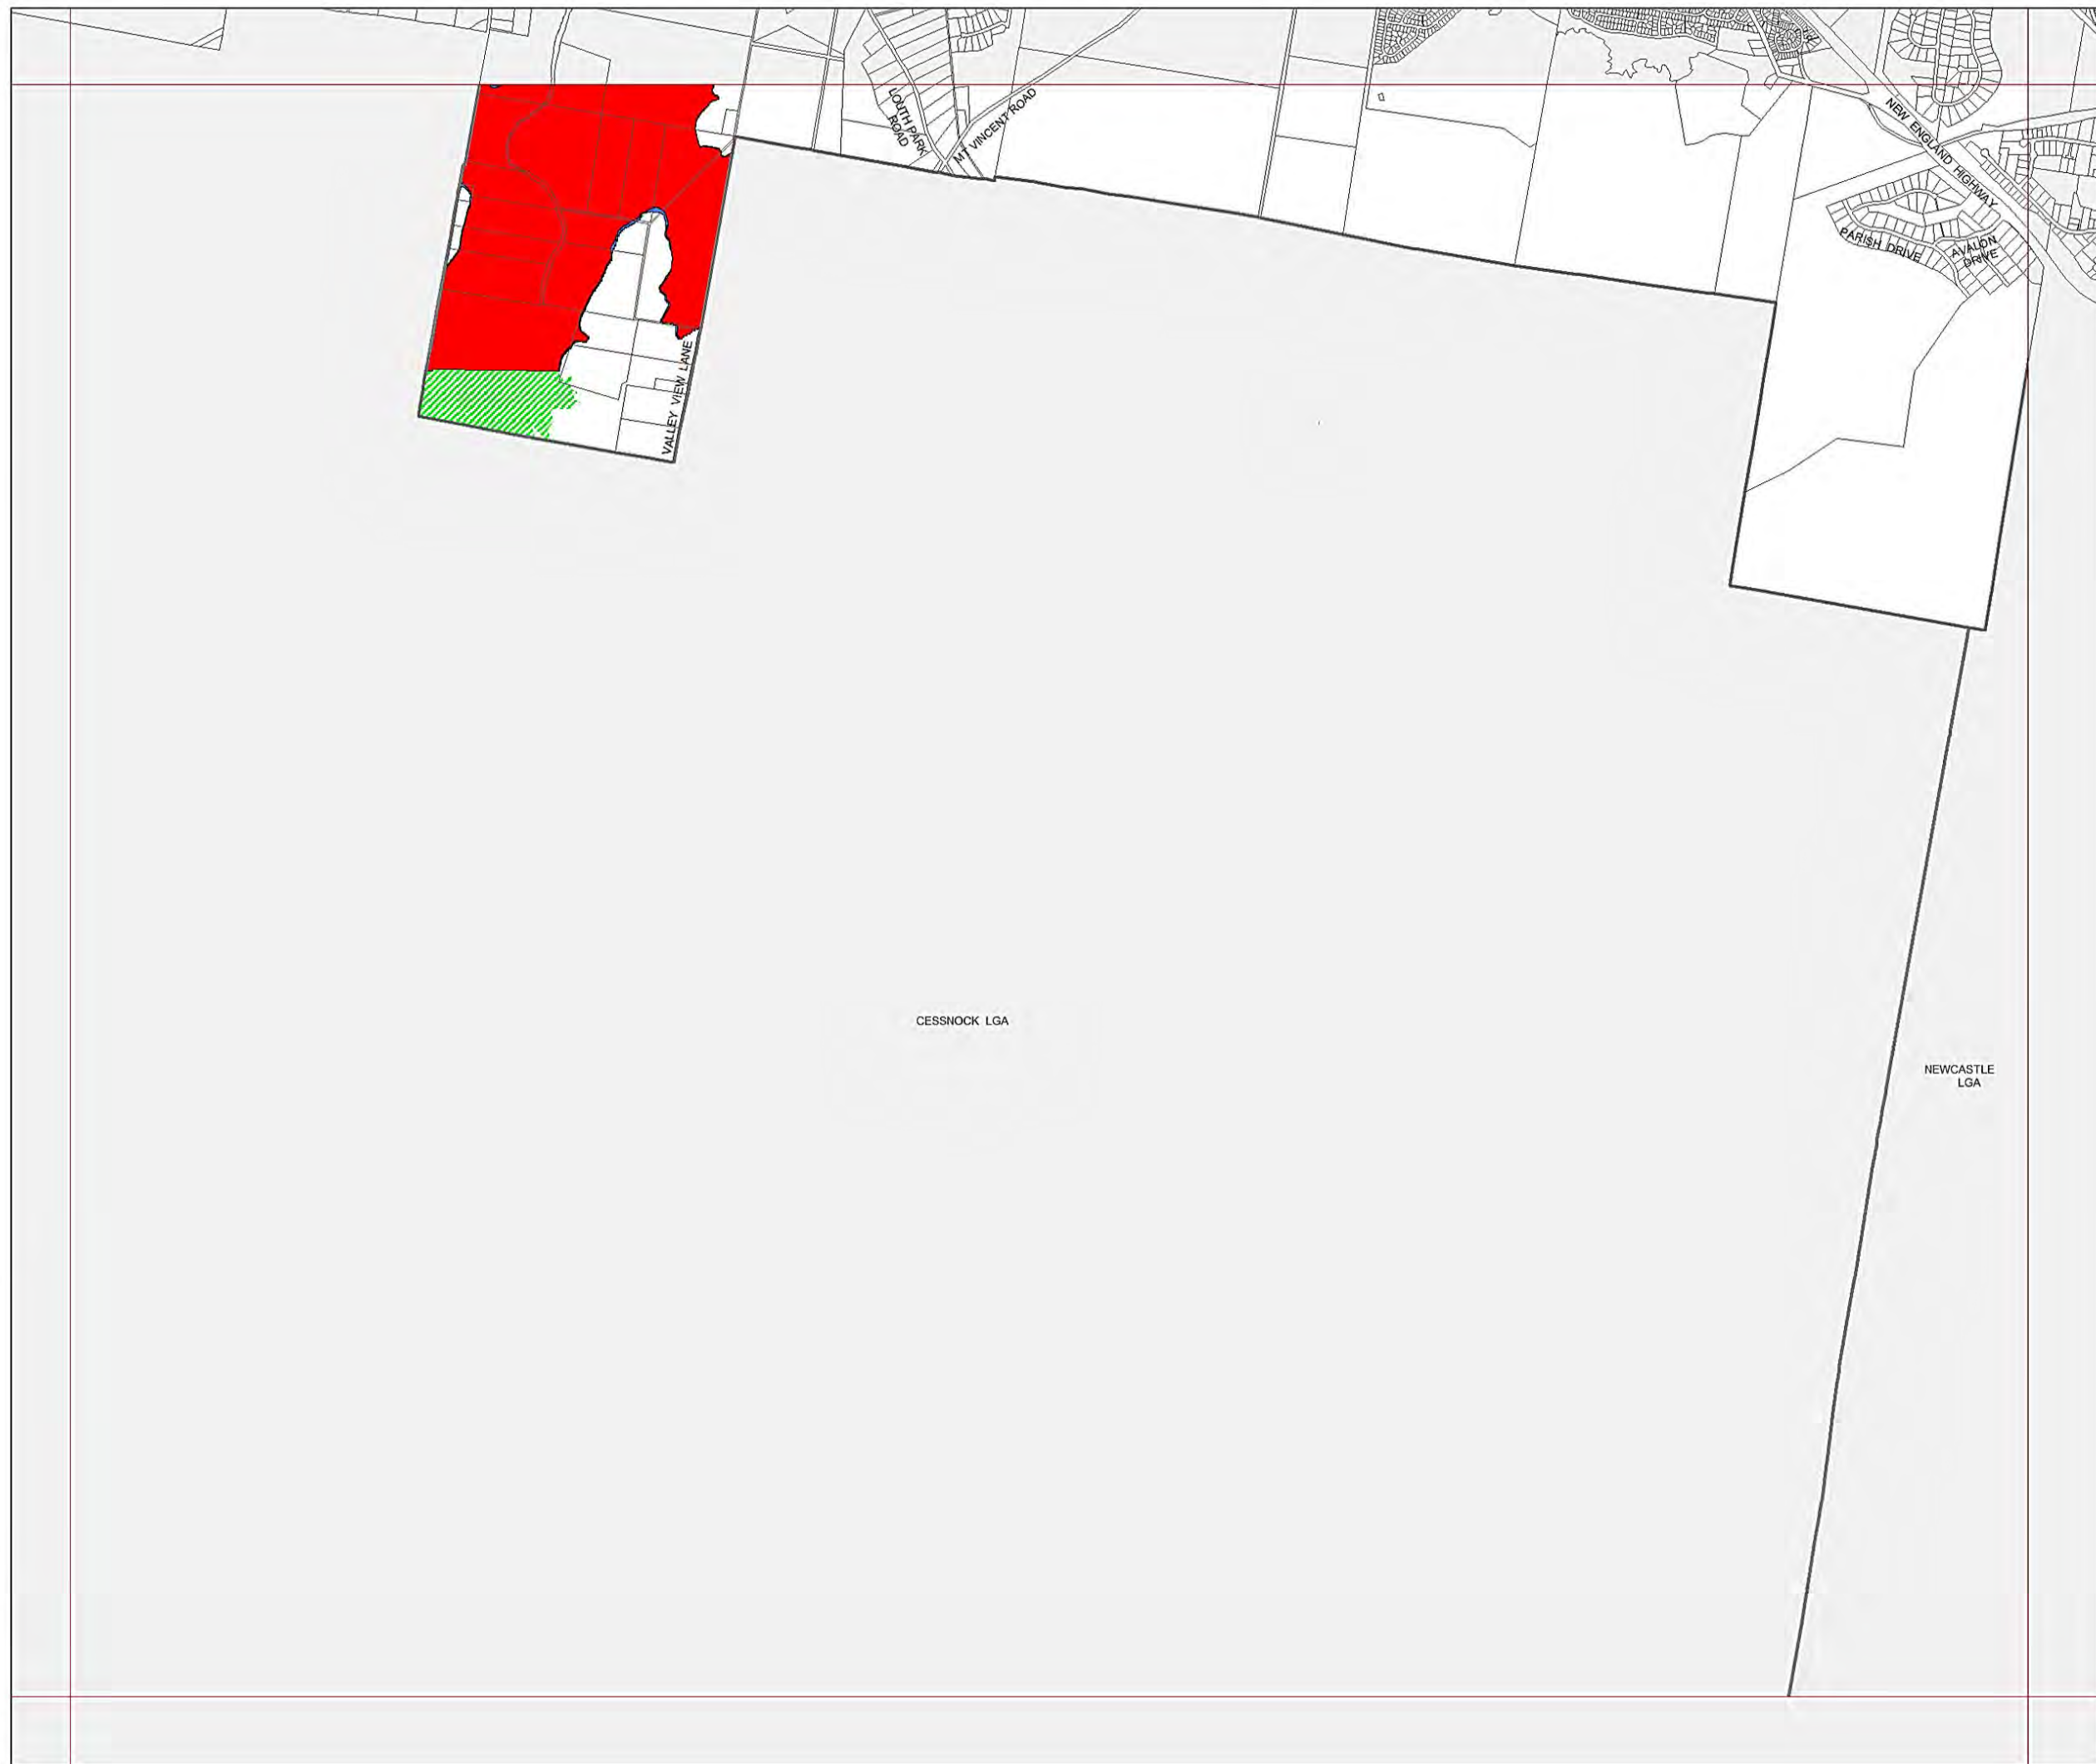 LOUTH PARK
ROAD
MT VINCENT ROAD
NEW ENGLAND HIGHWAY
PARISH DRIVE
AVALON
DRIVE
VALLEY VIEW LANE
CESSNOCK LGA
NEWCASTLE
LGA